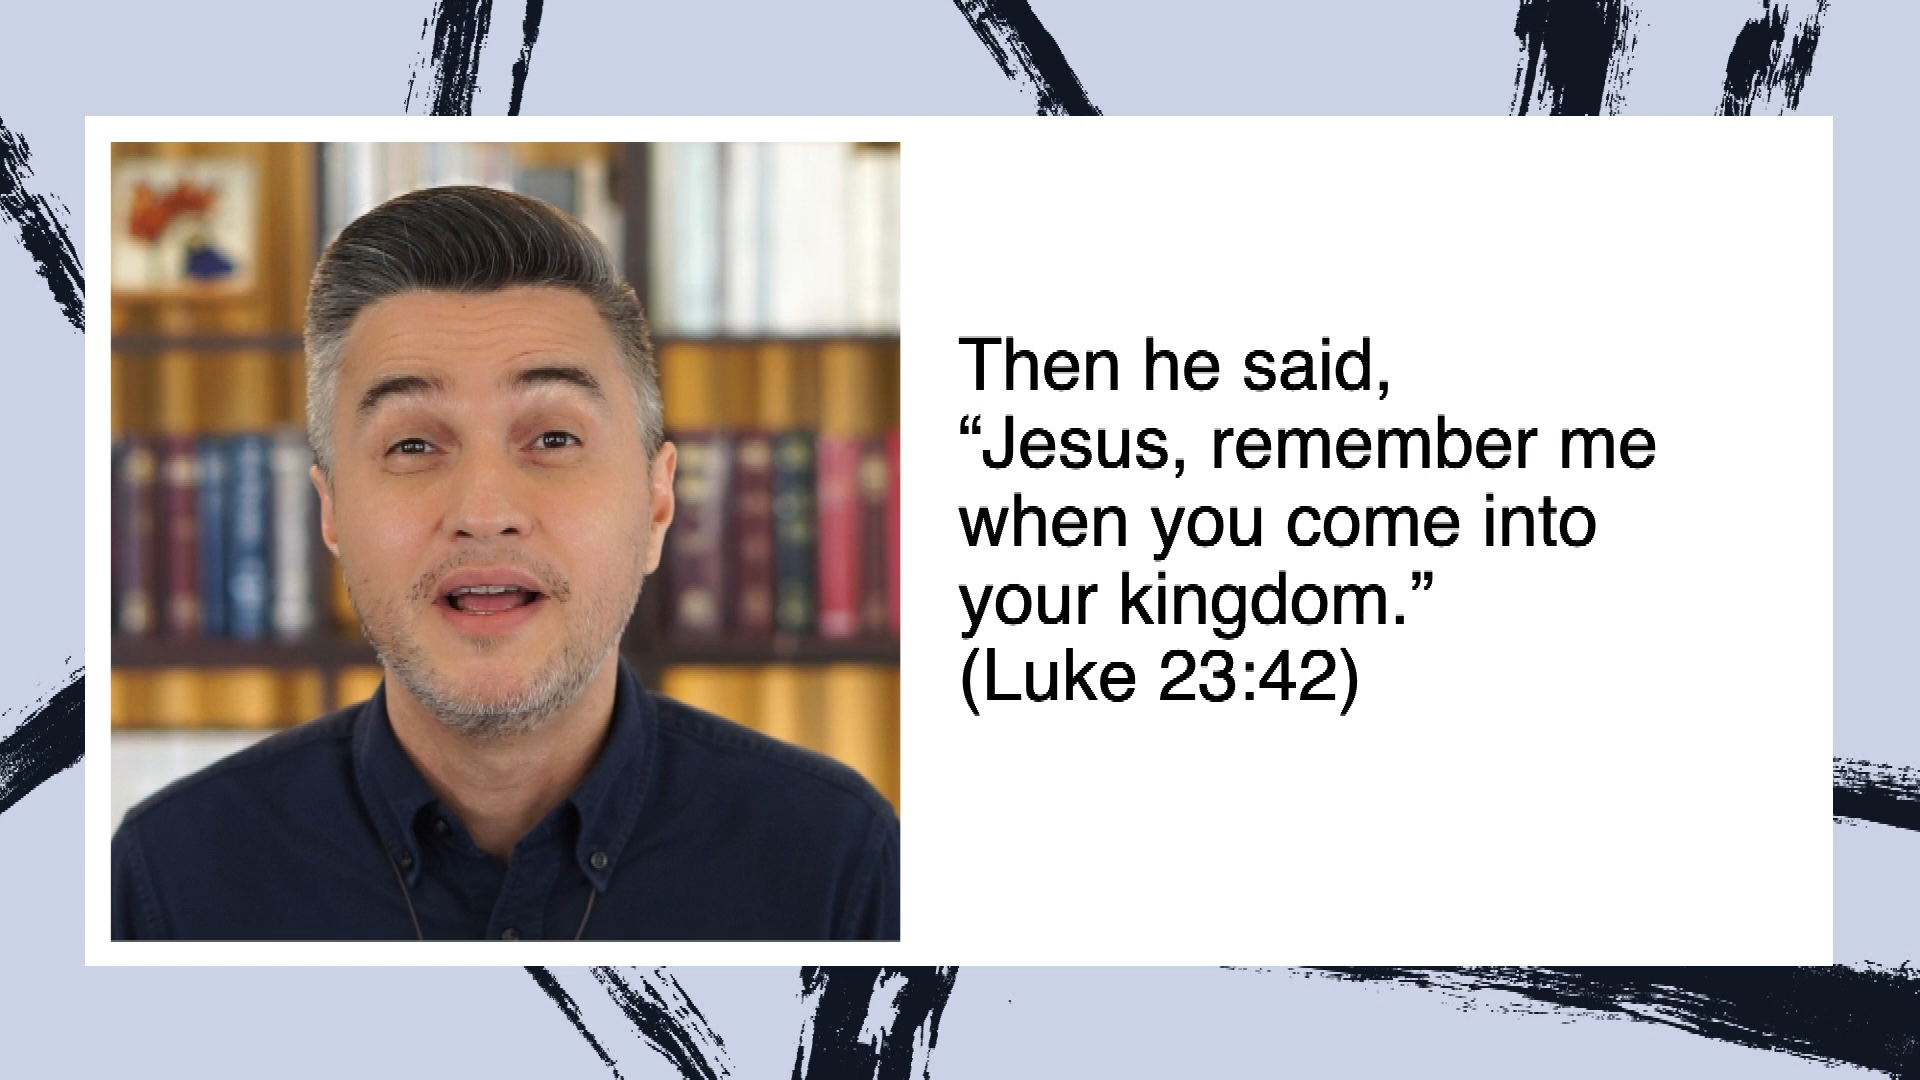 Then he said,
“Jesus, remember me
when you come into
your kingdom.”
(Luke 23:42)